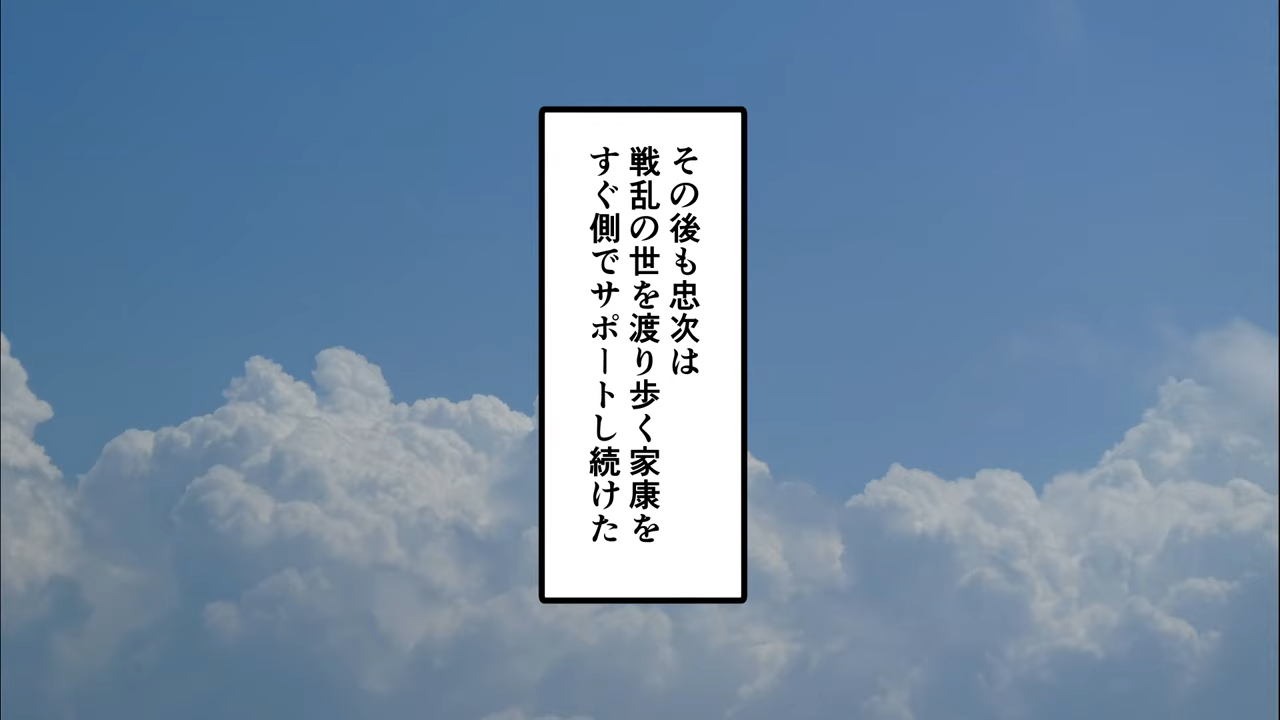 その後も忠次は
戦乱の世を渡り歩く家康を
すぐ側でサポートし続けた